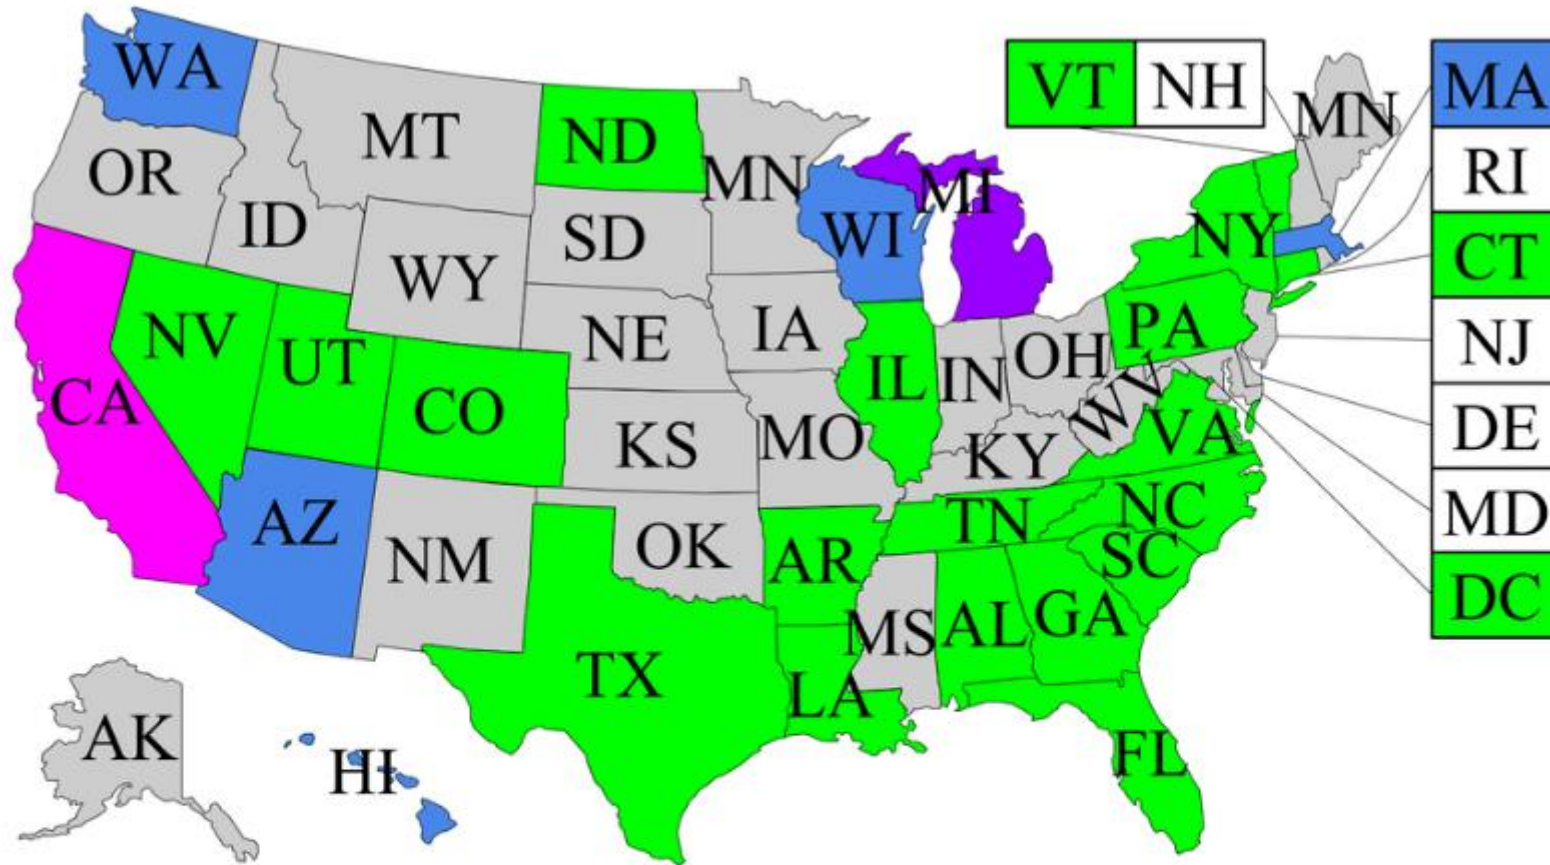 WA
VT NH
MA
MN
MT
ND
OR
MN
RI
MI
ID
SD
WI
NY
CT
WY
NV
UT
NE
IA
PA
NJ
CA
CO
IL
IN
OH
WV
DE
KS
MO
KY
VA
AZ
NM
OK
AR
TN
NC
SC
MD
TX
MS
AL
GA
DC
LA
AK
HI
FL